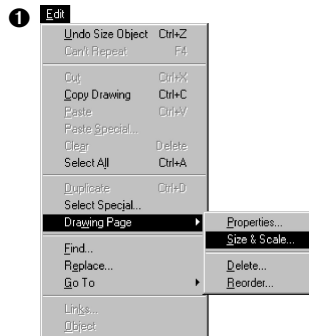 1 Edit
Undo Size Object Ctrl+Z
Can't Repeat F4
Cut Ctrl+X
Copy Drawing Ctrl+C
Paste Ctrl+V
Paste Special...
Clear Delete
Select All Ctrl+A
Duplicate Ctrl+D
Select Special...
Drawing Page
Properties...
Size & Scale...
Delete...
Reorder...
Find...
Replace...
Go To
Links...
Object